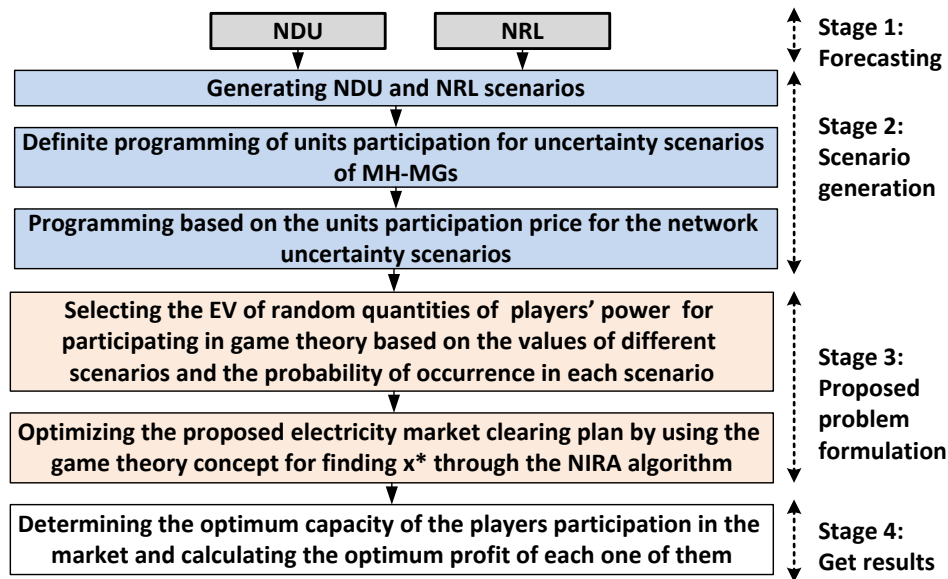 NDU
NRL
Generating NDU and NRL scenarios
Definite programming of units participation for uncertainty scenarios
of MH-MGs
Programming based on the units participation price for the network
uncertainty scenarios
Selecting the EV of random quantities of players' power for
participating in game theory based on the values of different
scenarios and the probability of occurrence in each scenario
Optimizing the proposed electricity market clearing plan by using the
game theory concept for finding x* through the NIRA algorithm
Determining the optimum capacity of the players participation in the
market and calculating the optimum profit of each one of them
Stage 1:
Forecasting
Stage 2:
Scenario
generation
Stage 3:
Proposed
problem
formulation
Stage 4:
Get results